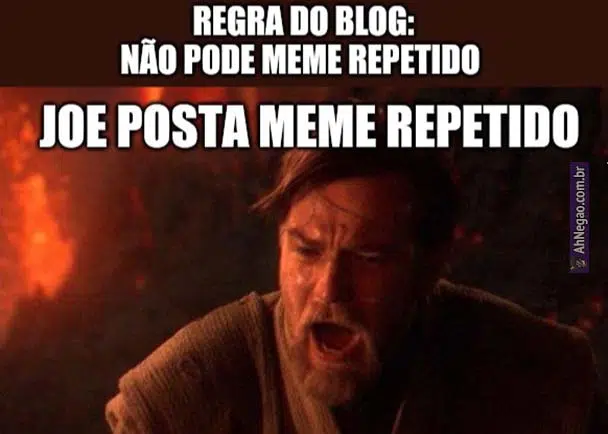 REGRA DO BLOG:
NÃO PODE MEME REPETIDO
JOE POSTA MEME REPETIDO
AhNegao.com.br